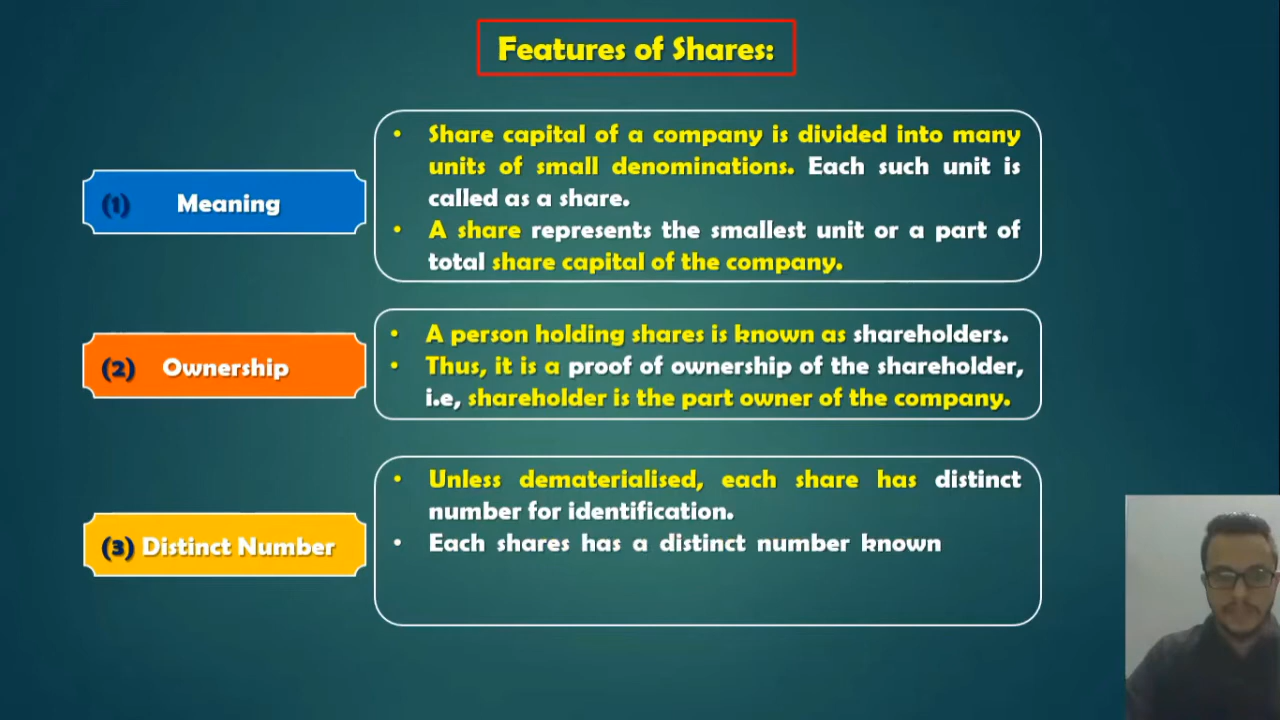 Features of Shares:
(1) Meaning
• Share capital of a company is divided into many
units of small denominations. Each such unit is
called as a share.
• A share represents the smallest unit or a part of
total share capital of the company.
(2) Ownership
• A person holding shares is known as shareholders.
• Thus, it is a proof of ownership of the shareholder,
i.e, shareholder is the part owner of the company.
(3) Distinct Number
• Unless dematerialised, each share has distinct
number for identification.
• Each shares has a distinct number known